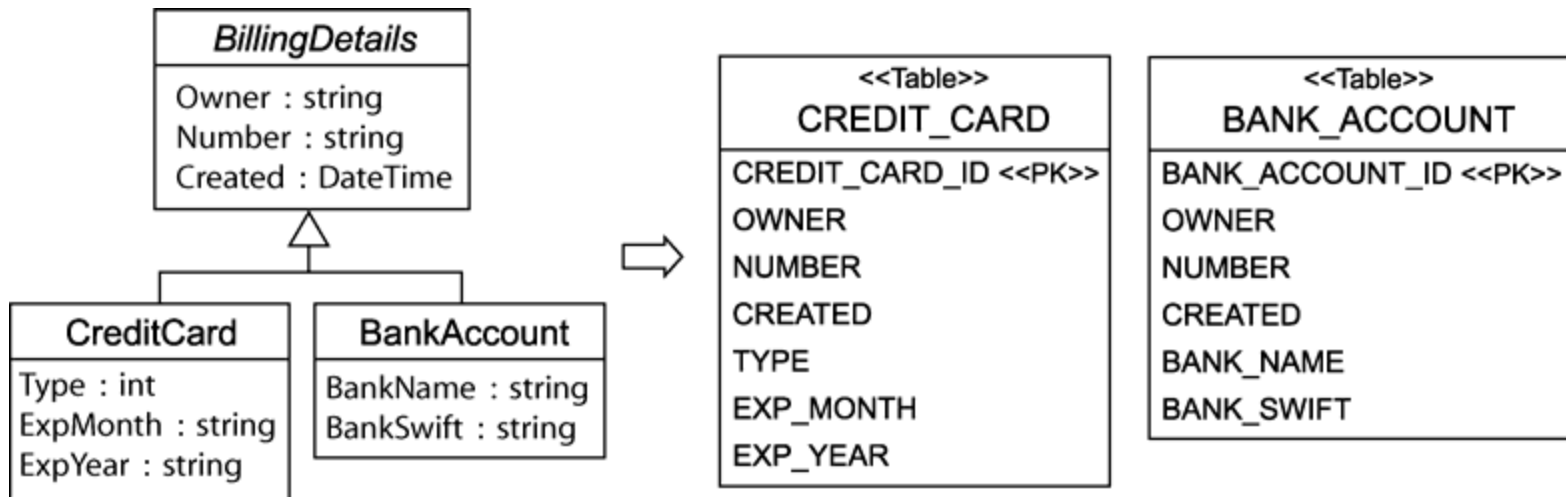 BillingDetails
Owner : string
Number : string
Created : DateTime
CreditCard
Type : int
ExpMonth : string
ExpYear : string
BankAccount
BankName : string
BankSwift : string
<<Table>>
CREDIT_CARD
CREDIT_CARD_ID <<PK>>
OWNER
NUMBER
CREATED
TYPE
EXP_MONTH
EXP_YEAR
<<Table>>
BANK_ACCOUNT
BANK_ACCOUNT_ID <<PK>>
OWNER
NUMBER
CREATED
BANK_NAME
BANK_SWIFT